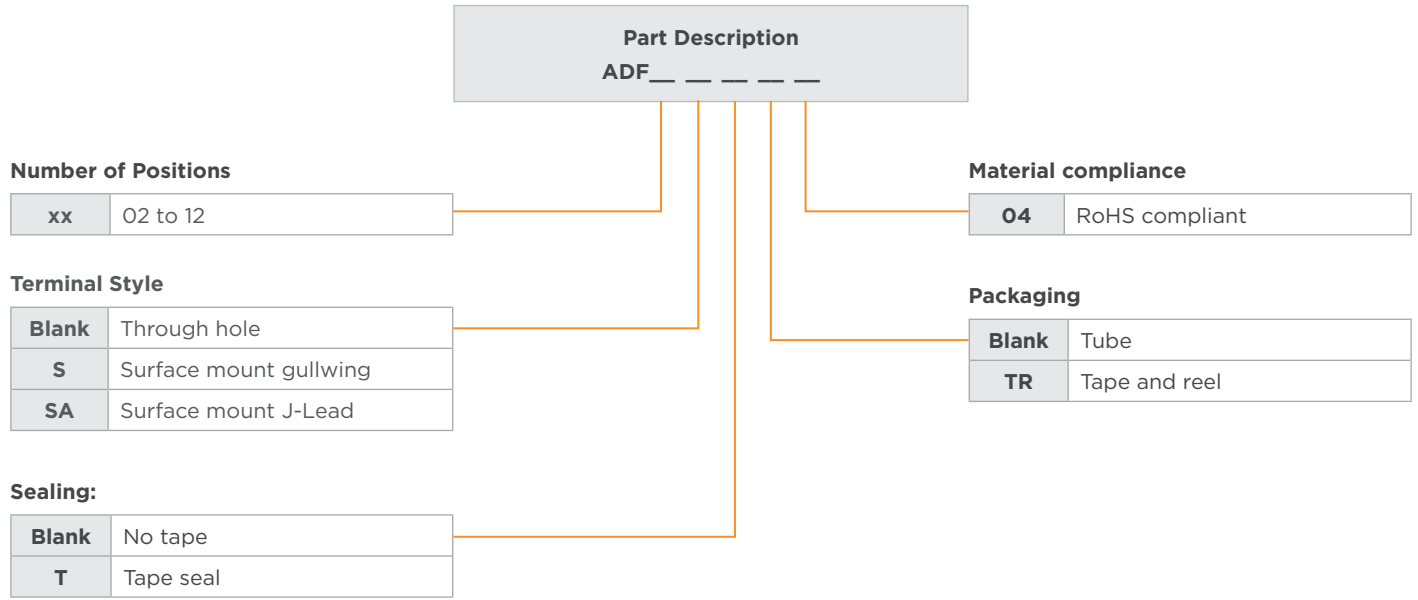 Part Description
ADF__ __ __ __ __
Number of Positions
xx 02 to 12
Terminal Style
Blank Through hole
S Surface mount gullwing
SA Surface mount J-Lead
Sealing:
Blank No tape
T Tape seal
Material compliance
04 RoHS compliant
Packaging
Blank Tube
TR Tape and reel